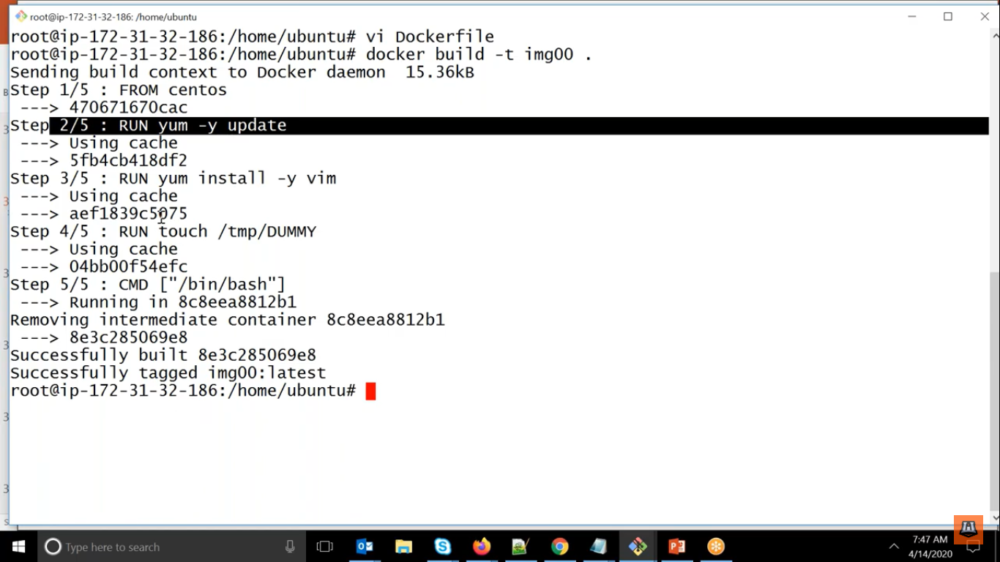 root@ip-172-31-32-186: /home/ubuntu
root@ip-172-31-32-186:/home/ubuntu# vi Dockerfile
root@ip-172-31-32-186:/home/ubuntu# docker build -t img00 .
Sending build context to Docker daemon  15.36kB
Step 1/5 : FROM centos
 ---> 470671670cac
Step 2/5 : RUN yum -y update
 ---> Using cache
 ---> 5fb4cb418df2
Step 3/5 : RUN yum install -y vim
 ---> Using cache
 ---> aef1839c5075
Step 4/5 : RUN touch /tmp/DUMMY
 ---> Using cache
 ---> 04bb00f54efc
Step 5/5 : CMD ["/bin/bash"]
 ---> Running in 8c8eea8812b1
Removing intermediate container 8c8eea8812b1
 ---> 8e3c285069e8
Successfully built 8e3c285069e8
Successfully tagged img00:latest
root@ip-172-31-32-186:/home/ubuntu#
Type here to search
7:47 AM
4/14/2020